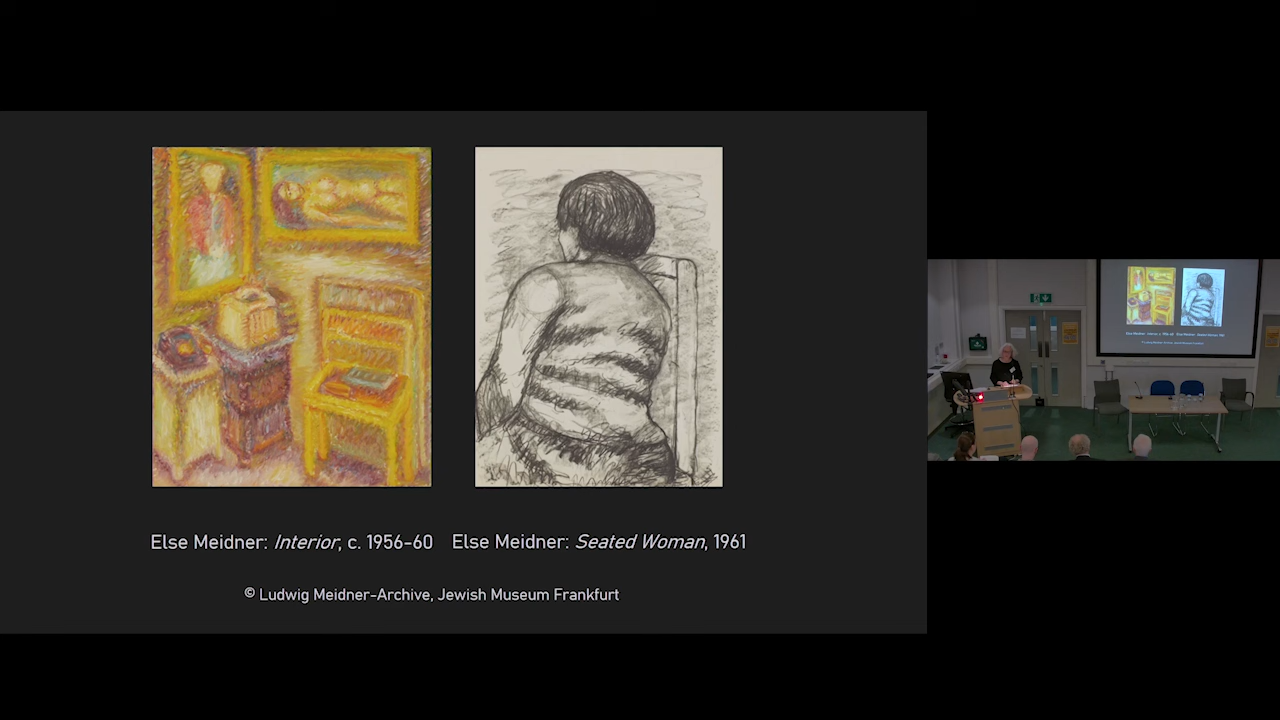 Else Meidner: Interior, c. 1956-60
Else Meidner: Seated Woman, 1961
© Ludwig Meidner-Archive, Jewish Museum Frankfurt